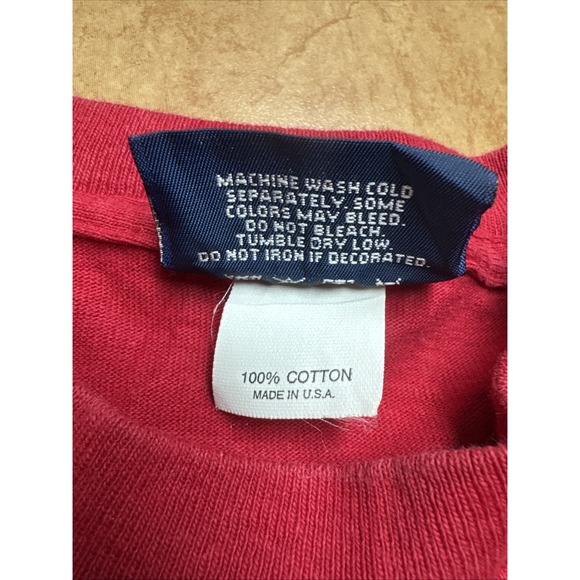 MACHINE WASH COLD
SEPARATELY. SOME
COLORS MAY BLEED.
DO NOT BLEACH.
TUMBLE DRY LOW.
DO NOT IRON IF DECORATED.
100% COTTON
MADE IN U.S.A.